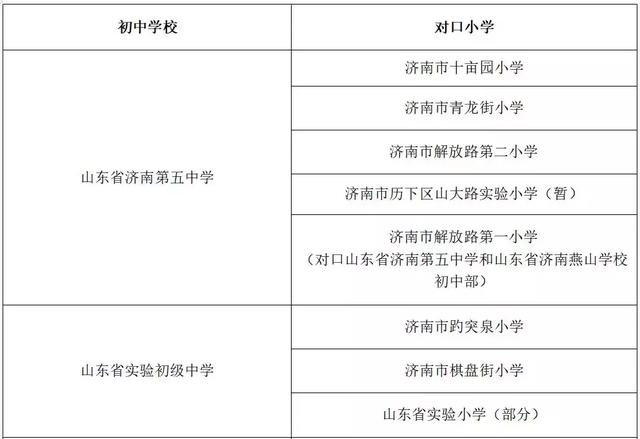 初中学校
对口小学
山东省济南第五中学
济南市十亩园小学
济南市青龙街小学
济南市解放路第二小学
济南市历下区山大路实验小学（暂）
济南市解放路第一小学
（对口山东省济南第五中学和山东省济南燕山学校
初中部）
山东省实验初级中学
济南市趵突泉小学
济南市棋盘街小学
山东省实验小学（部分）